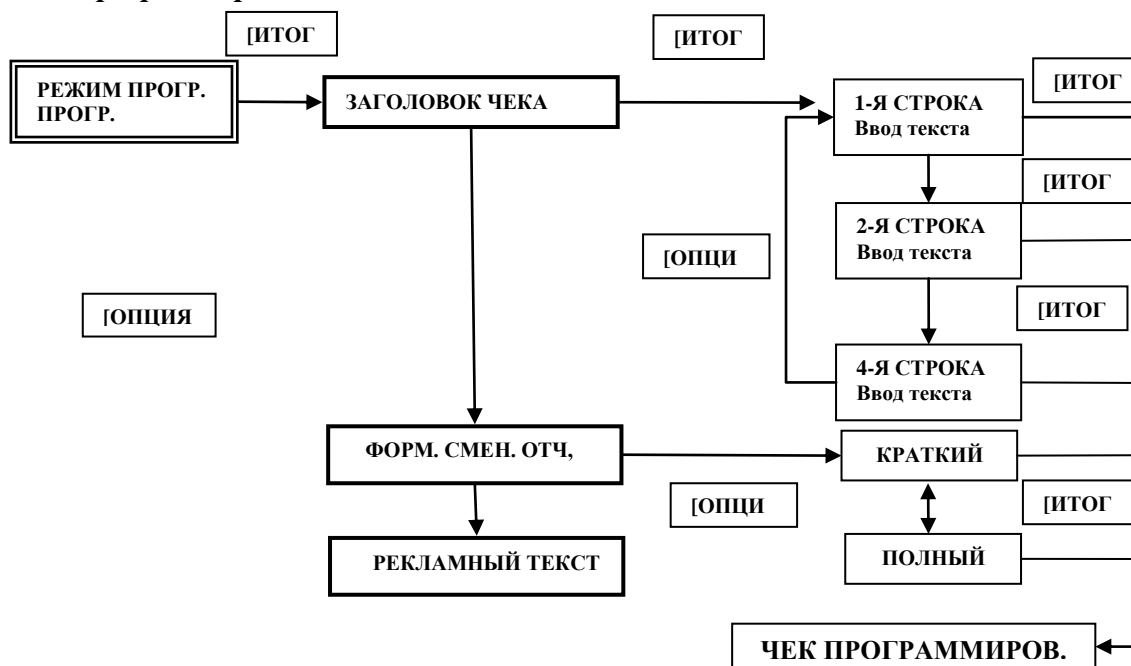 [ИТОГ
[ИТОГ
РЕЖИМ ПРОГР.
ПРОГР.
ЗАГОЛОВОК ЧЕКА
1-Я СТРОКА
Ввод текста
[ИТОГ
[ИТОГ
2-Я СТРОКА
Ввод текста
[ОПЦИ
[ОПЦИЯ
[ИТОГ
4-Я СТРОКА
Ввод текста
ФОРМ. СМЕН. ОТЧ,
КРАТКИЙ
[ОПЦИ
[ИТОГ
РЕКЛАМНЫЙ ТЕКСТ
ПОЛНЫЙ
ЧЕК ПРОГРАММИРОВ.